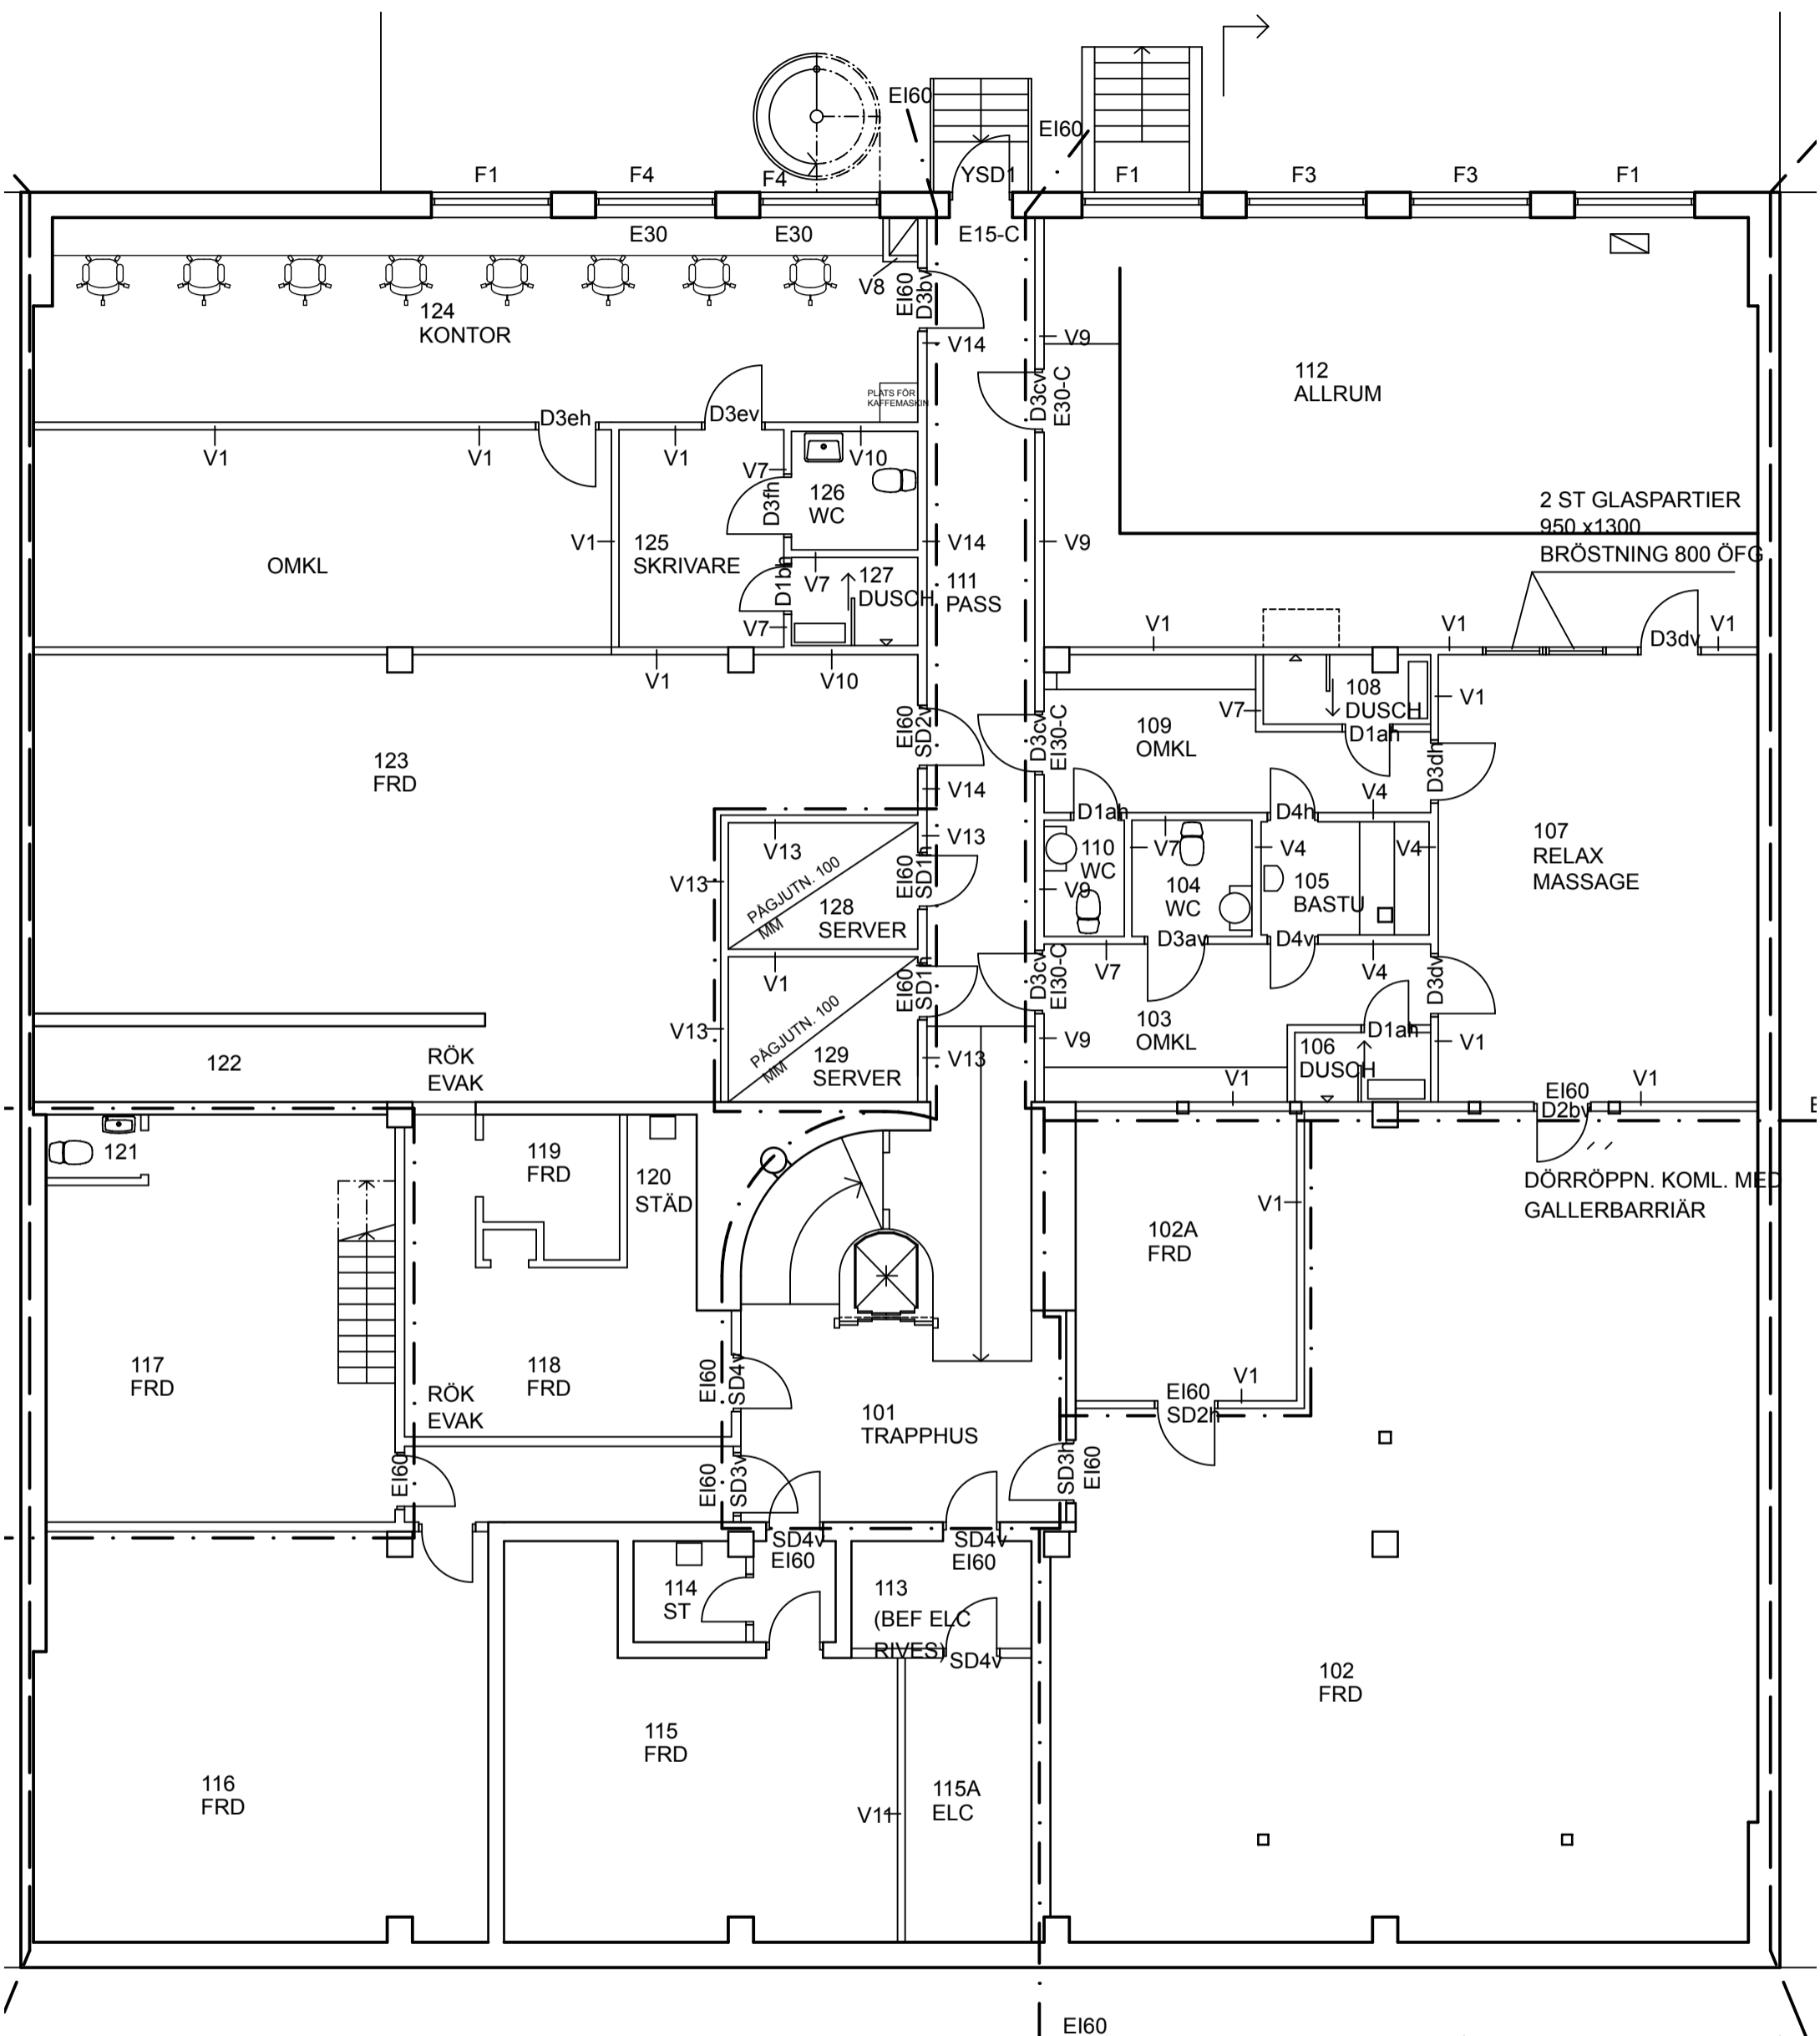 EI60
EI60
F1
F4
F4
YSD1
F1
F3
F3
F1
E30
E30
E15-C
V8
EI60
D3bv
124
KONTOR
V14
V9
D3cv
E30-C
112
ALLRUM
PLATS FÖR
KAFFEMASKIN
D3eh
D3ev
V1
V1
V1
V7
V10
D3fh
126
WC
2 ST GLASPARTIER
950 x1300
BRÖSTNING 800 ÖFG
V1
125
SKRIVARE
V14
V9
OMKL
D1bh
V7
127
DUSCH
111
PASS
V7
V1
V1
D3dv
V1
V1
V10
108
DUSCH
V1
V7
D1ah
EI60
SD2v
D3cv
EI30-C
109
OMKL
D3dh
123
FRD
V14
V4
D1ah
D4h
V13
V13
V13
PÅGJUTN. 100
MM
EI60
SD1h
128
SERVER
110
WC
V9
V7
104
WC
V4
105
BASTU
V4
107
RELAX
MASSAGE
D3av
D4v
V1
V7
V4
EI60
SD1h
D3cv
EI30-C
D3dv
V13
PÅGJUTN. 100
MM
129
SERVER
V13
V9
103
OMKL
D1ah
106
DUSCH
V1
122
RÖK
EVAK
V1
EI60
D2bv
V1
E
121
119
FRD
120
STÄD
DÖRRÖPPN. KOML. MED
GALLERBARRIÄR
V1
102A
FRD
117
FRD
RÖK
EVAK
118
FRD
EI60
SD4v
V1
EI60
SD2h
101
TRAPPHUS
EI60
EI60
SD3v
SD3h
EI60
SD4v
EI60
SD4v
EI60
114
ST
113
(BEF ELC
RIVES)
SD4v
102
FRD
115
FRD
116
FRD
V11
115A
ELC
EI60